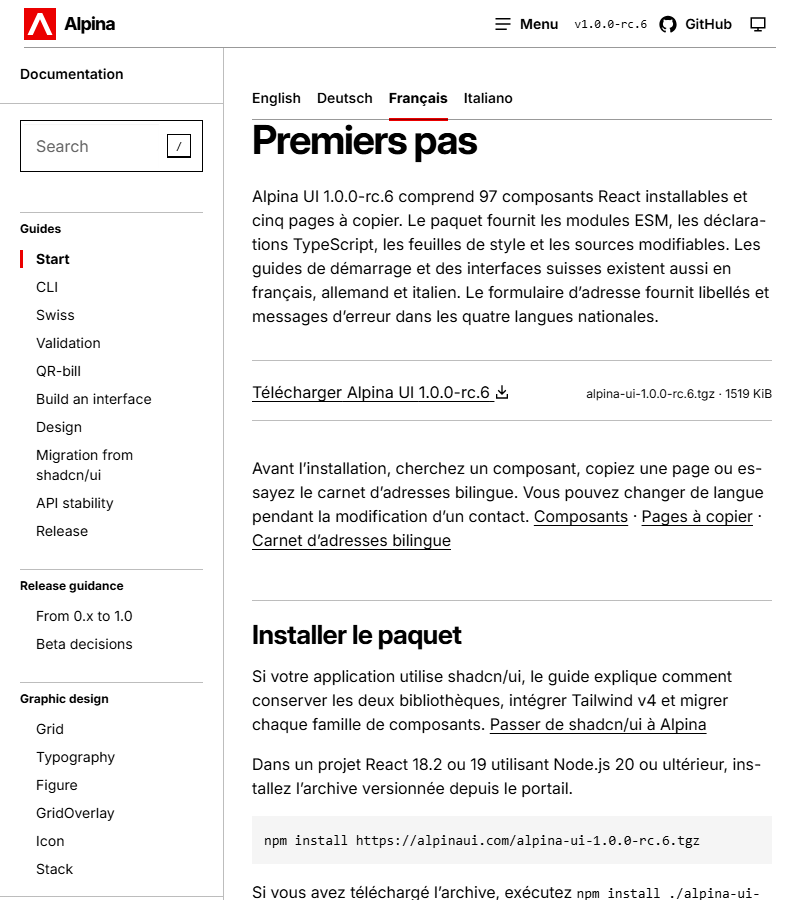 Alpina
Menu
v1.0.0-rc.6
GitHub
Documentation
Search
/
Guides
Start
CLI
Swiss
Validation
QR-bill
Build an interface
Design
Migration from
shadcn/ui
API stability
Release
Release guidance
From 0.x to 1.0
Beta decisions
Graphic design
Grid
Typography
Figure
GridOverlay
Icon
Stack
English Deutsch Français Italiano
Premiers pas
Alpina UI 1.0.0-rc.6 comprend 97 composants React installables et
cinq pages à copier. Le paquet fournit les modules ESM, les déclara-
tions TypeScript, les feuilles de style et les sources modifiables. Les
guides de démarrage et des interfaces suisses existent aussi en
français, allemand et italien. Le formulaire d’adresse fournit libellés et
messages d’erreur dans les quatre langues nationales.
Télécharger Alpina UI 1.0.0-rc.6
alpina-ui-1.0.0-rc.6.tgz · 1519 KiB
Avant l’installation, cherchez un composant, copiez une page ou es-
sayez le carnet d’adresses bilingue. Vous pouvez changer de langue
pendant la modification d’un contact. Composants · Pages à copier ·
Carnet d’adresses bilingue
Installer le paquet
Si votre application utilise shadcn/ui, le guide explique comment
conserver les deux bibliothèques, intégrer Tailwind v4 et migrer
chaque famille de composants. Passer de shadcn/ui à Alpina
Dans un projet React 18.2 ou 19 utilisant Node.js 20 ou ultérieur, ins-
tallez l’archive versionnée depuis le portail.
npm install https://alpinaui.com/alpina-ui-1.0.0-rc.6.tgz
Si vous avez téléchargé l’archive, exécutez npm install ./alpina-ui-